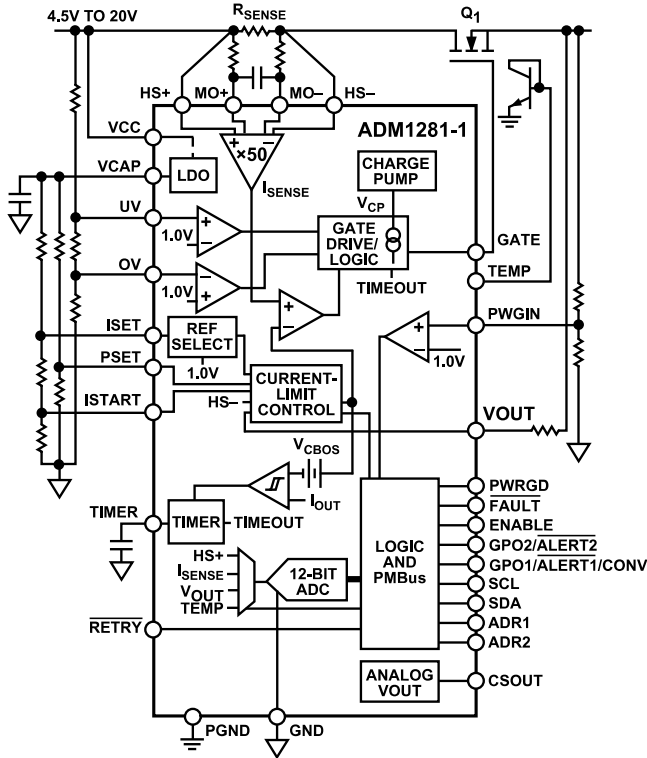 4.5V TO 20V
RSENSE
Q1
HS+
MO+
MO–
HS–
ADM1281-1
VCC
+
–
×50
VCAP
LDO
ISENSE
CHARGE
PUMP
VCP
UV
+
1.0V
–
GATE
DRIVE/
LOGIC
GATE
TEMP
OV
–
1.0V
+
TIMEOUT
+
–
ISET
REF
SELECT
+
PWGIN
–
1.0V
PSET
1.0V
CURRENT-
LIMIT
CONTROL
ISTART
HS–
VOUT
VCBOS
IOUT
PWRGD
FAULT
TIMER
TIMER
TIMEOUT
ENABLE
GPO2/ALERT2
LOGIC
AND
PMBus
HS+
ISENSE
VOUT
TEMP
12-BIT
ADC
GPO1/ALERT1/CONV
SCL
SDA
ADR1
RETRY
ADR2
ANALOG
VOUT
CSOUT
PGND
GND